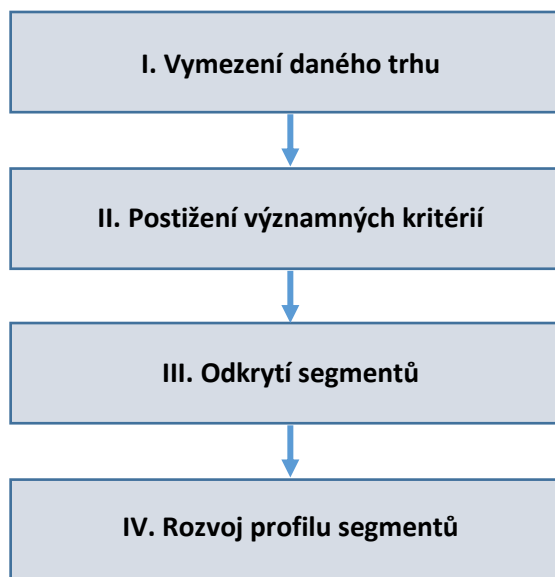 I. Vymezení daného trhu
II. Postižení významných kritérií
III. Odkrytí segmentů
IV. Rozvoj profilu segmentů